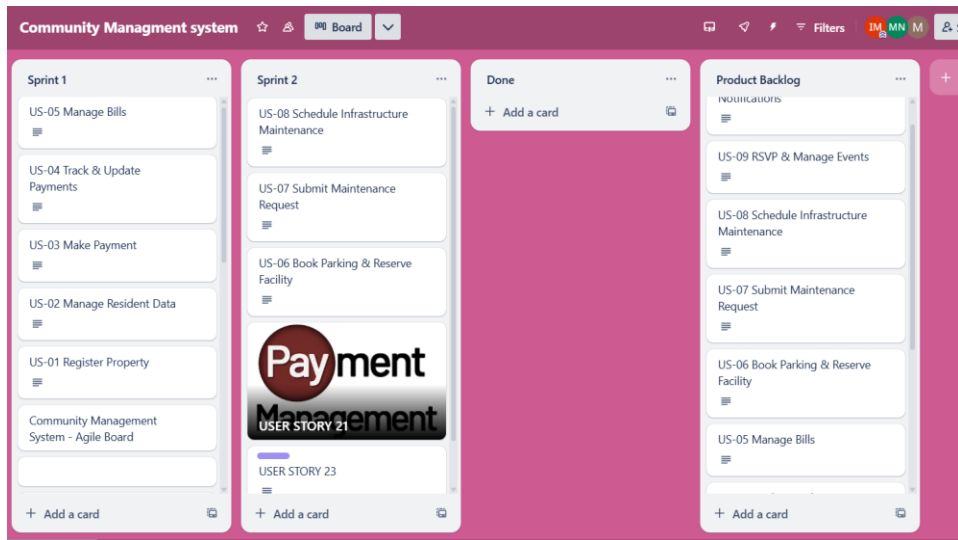 Community Managment system
Board
Filters
IM
MN
M
Sprint 1
US-05 Manage Bills
US-04 Track & Update
Payments
US-03 Make Payment
US-02 Manage Resident Data
US-01 Register Property
Community Management
System - Agile Board
+ Add a card
Sprint 2
US-08 Schedule Infrastructure
Maintenance
US-07 Submit Maintenance
Request
US-06 Book Parking & Reserve
Facility
Payment
Management
USER STORY 21
USER STORY 23
+ Add a card
Done
+ Add a card
Product Backlog
Notifications
US-09 RSVP & Manage Events
US-08 Schedule Infrastructure
Maintenance
US-07 Submit Maintenance
Request
US-06 Book Parking & Reserve
Facility
US-05 Manage Bills
+ Add a card